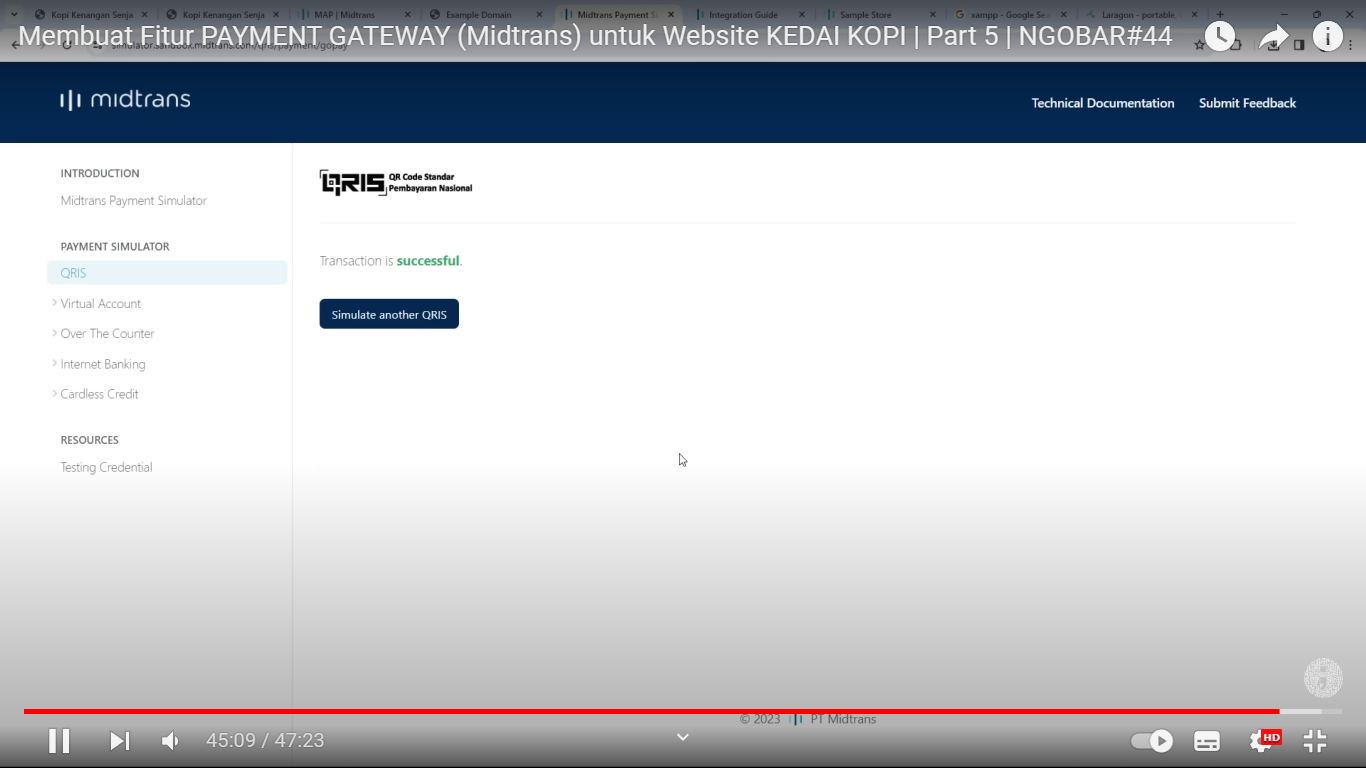 Kopi Kenangan Senja
Kopi Kenangan Senja
MAP | Midtrans
Example Domain
Midtrans Payment S
Integration Guide
Sample Store
xampp - Google Se
Laragon - portable,
Membuat Fitur PAYMENT GATEWAY (Midtrans) untuk Website KEDAI KOPI | Part 5 | NGOBAR#44
simulator.sandbox.midtrans.com/qris/payment/gopay
midtrans
Technical Documentation
Submit Feedback
INTRODUCTION
Midtrans Payment Simulator
PAYMENT SIMULATOR
QRIS
Virtual Account
Over The Counter
Internet Banking
Cardless Credit
RESOURCES
Testing Credential
QRIS
QR Code Standar
Pembayaran Nasional
Transaction is successful.
Simulate another QRIS
© 2023 PT Midtrans
45:09 / 47:23
HD